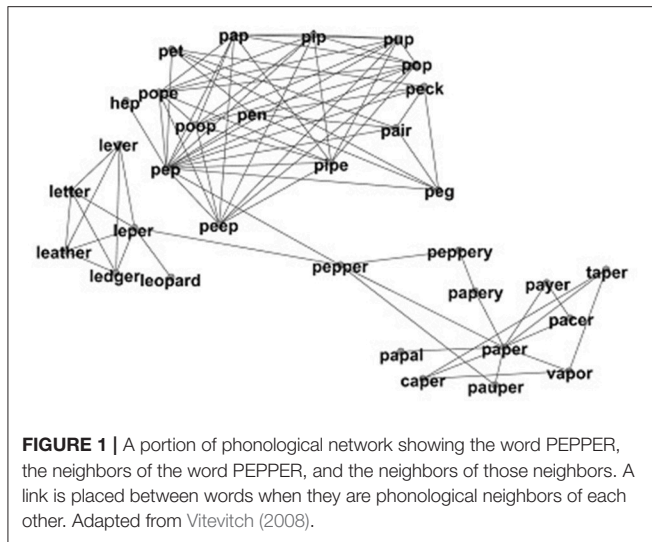 pap pip pup
pet pop
peck
hep pope
poop pen
pair
lever
pep pipe
letter peg
leper peep
leather
ledger leopard pepper peppery
taper
papery payer
pacer
papal paper
caper pauper vapor
FIGURE 1 | A portion of phonological network showing the word PEPPER,
the neighbors of the word PEPPER, and the neighbors of those neighbors. A
link is placed between words when they are phonological neighbors of each
other. Adapted from Vitevitch (2008).